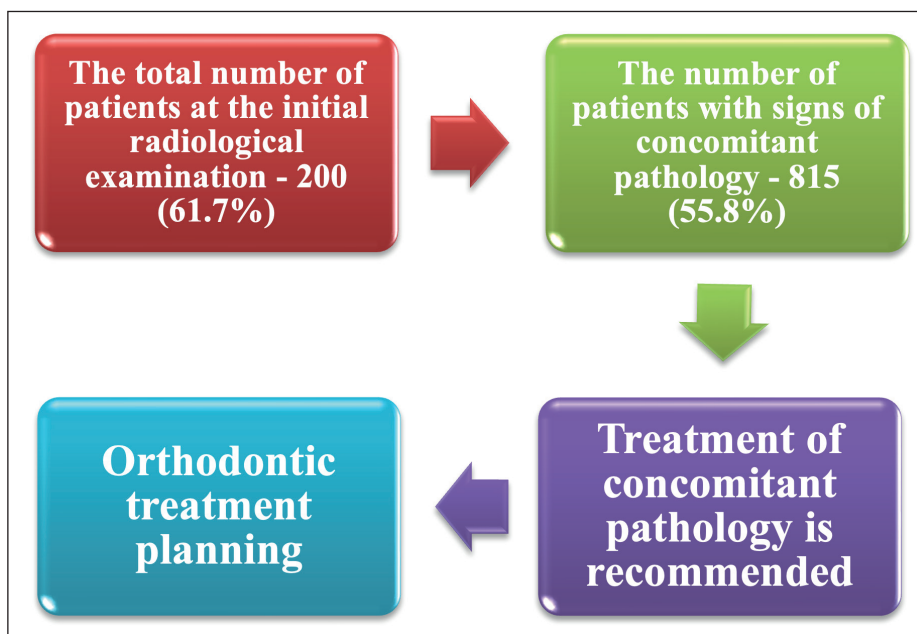 The total number of
patients at the initial
radiological
examination - 200
(61.7%)
The number of
patients with signs of
concomitant
pathology - 815
(55.8%)
Treatment of
concomitant
pathology is
recommended
Orthodontic
treatment
planning